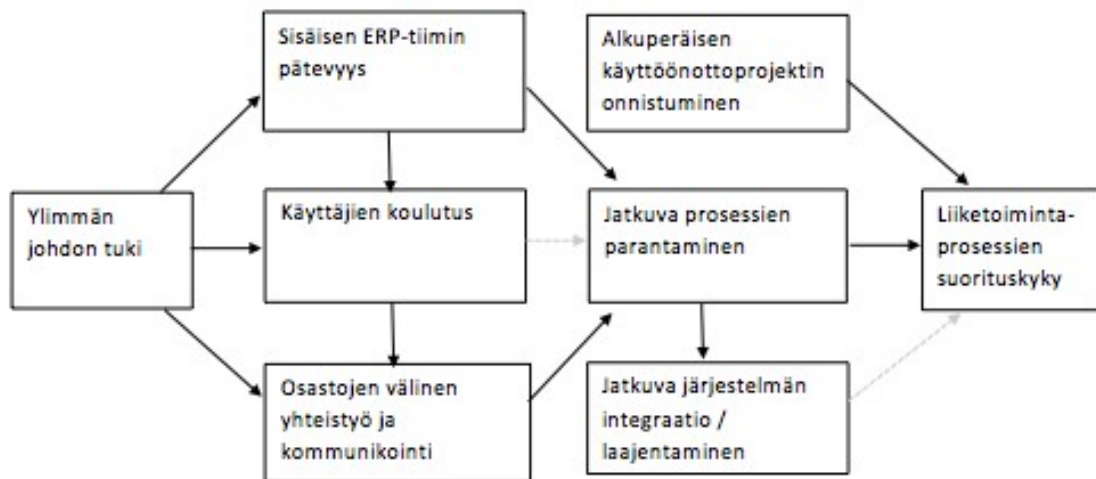 Sisäisen ERP-tiimin
pätevyys
Alkuperäisen
käyttöönottoprojektin
onnistuminen
Ylimmän
johdon tuki
Käyttäjien koulutus
Jatkuva prosessien
parantaminen
Liiketoiminta-
prosessien
suorituskyky
Osastojen välinen
yhteistyö ja
kommunikointi
Jatkuva järjestelmän
integraatio /
laajentaminen